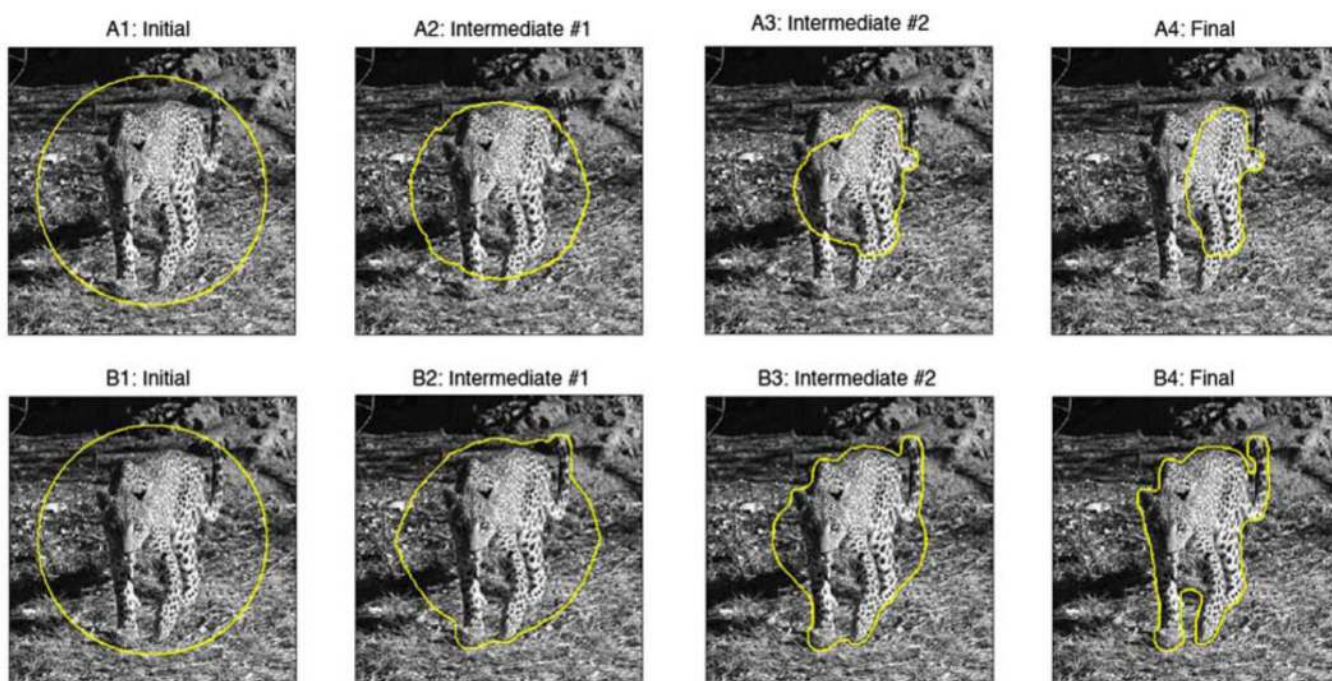 A1: Initial
A2: Intermediate #1
A3: Intermediate #2
A4: Final
B1: Initial
B2: Intermediate #1
B3: Intermediate #2
B4: Final